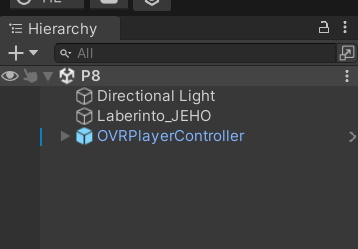 Hierarchy
All
P8
Directional Light
Laberinto_JEHO
OVRPlayerController